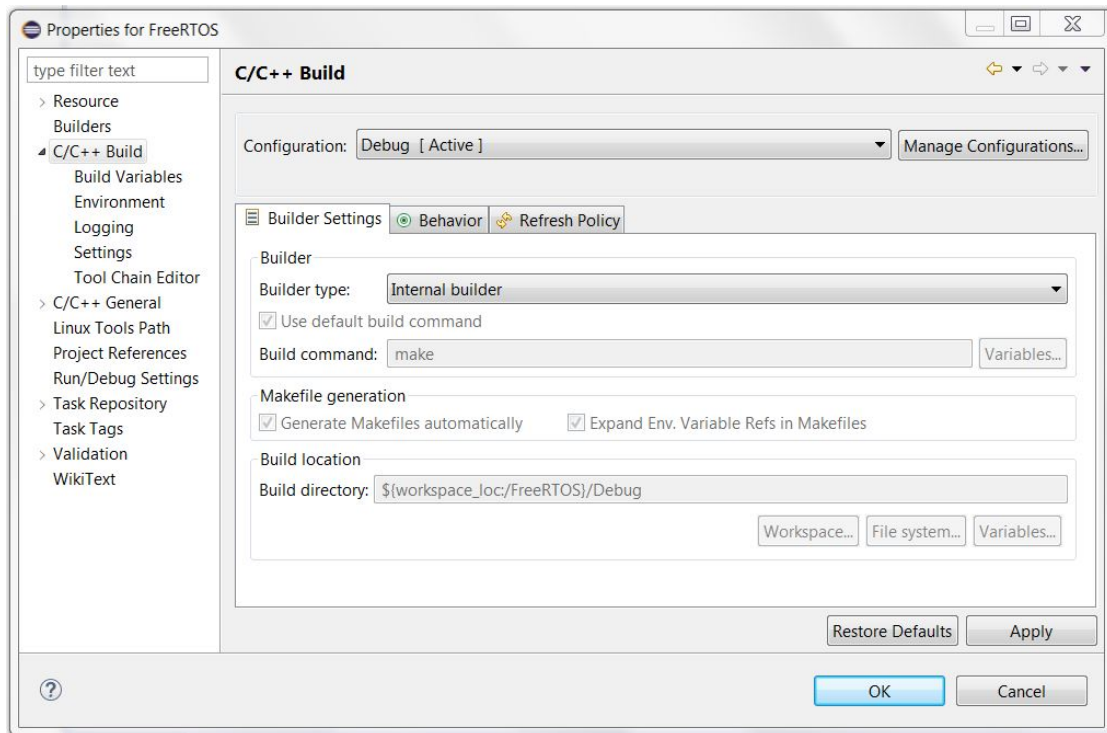 Properties for FreeRTOS
type filter text
Resource
Builders
C/C++ Build
Build Variables
Environment
Logging
Settings
Tool Chain Editor
C/C++ General
Linux Tools Path
Project References
Run/Debug Settings
Task Repository
Task Tags
Validation
WikiText
C/C++ Build
Configuration: Debug [ Active ] Manage Configurations...
Builder Settings Behavior Refresh Policy
Builder
Builder type: Internal builder
Use default build command
Build command: make Variables...
Makefile generation
Generate Makefiles automatically Expand Env. Variable Refs in Makefiles
Build location
Build directory: ${workspace_loc:/FreeRTOS}/Debug
Workspace... File system... Variables...
Restore Defaults Apply
? OK Cancel